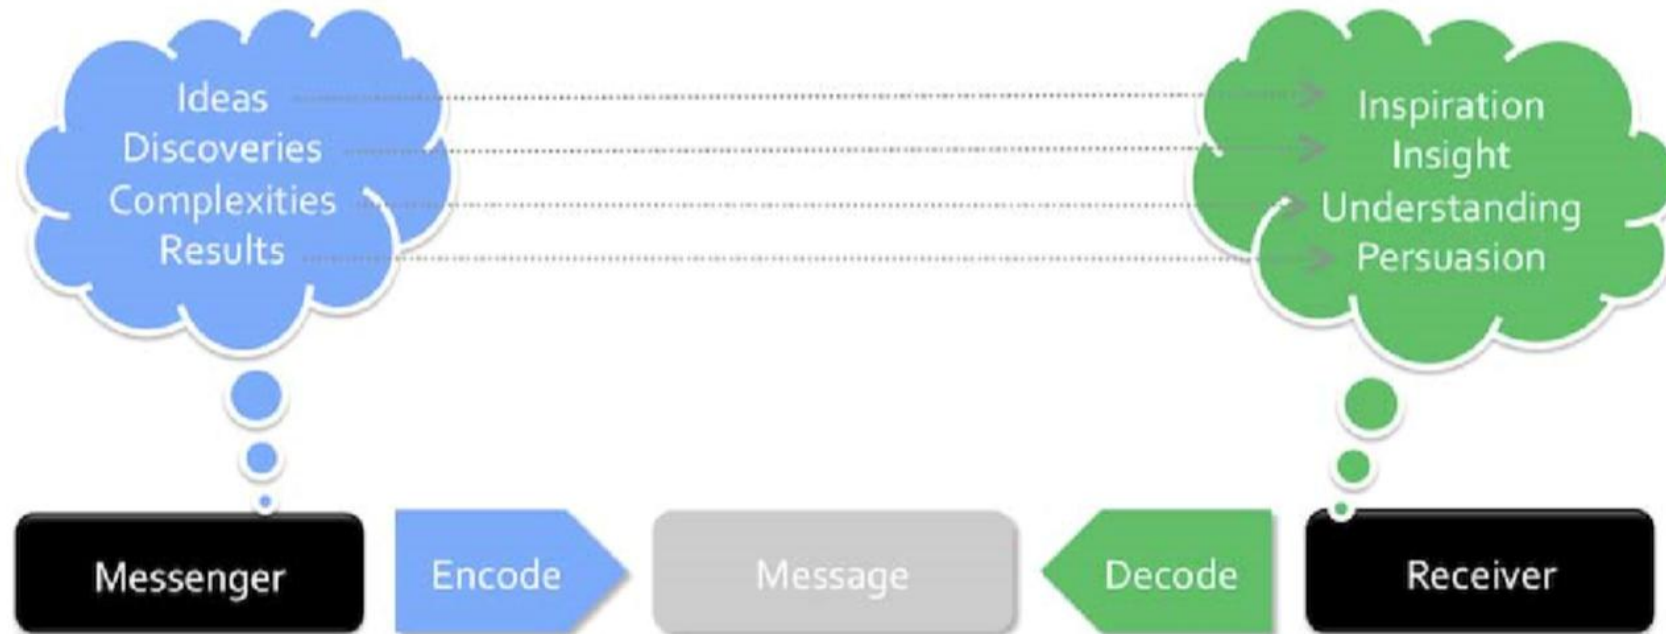 Ideas
Discoveries
Complexities
Results
Inspiration
Insight
Understanding
Persuasion
Messenger
Encode
Message
Decode
Receiver